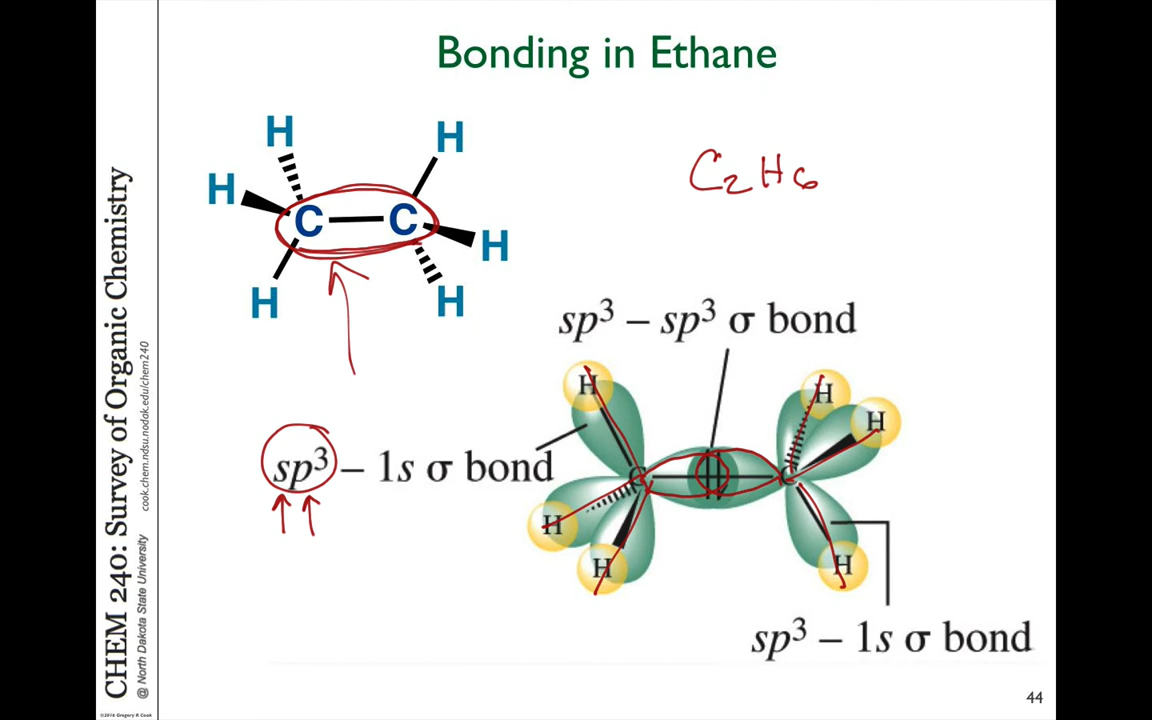 Bonding in Ethane
CHEM 240: Survey of Organic Chemistry
@ North Dakota State University
cook.chem.ndsu.nodak.edu/chem240
©2016 Gregory R Cook
H
H
H
C
C
H
H
H
C₂H₆
sp³ – sp³ σ bond
sp³ – 1s σ bond
H
H
H
C
C
H
H
H
sp³ – 1s σ bond
44